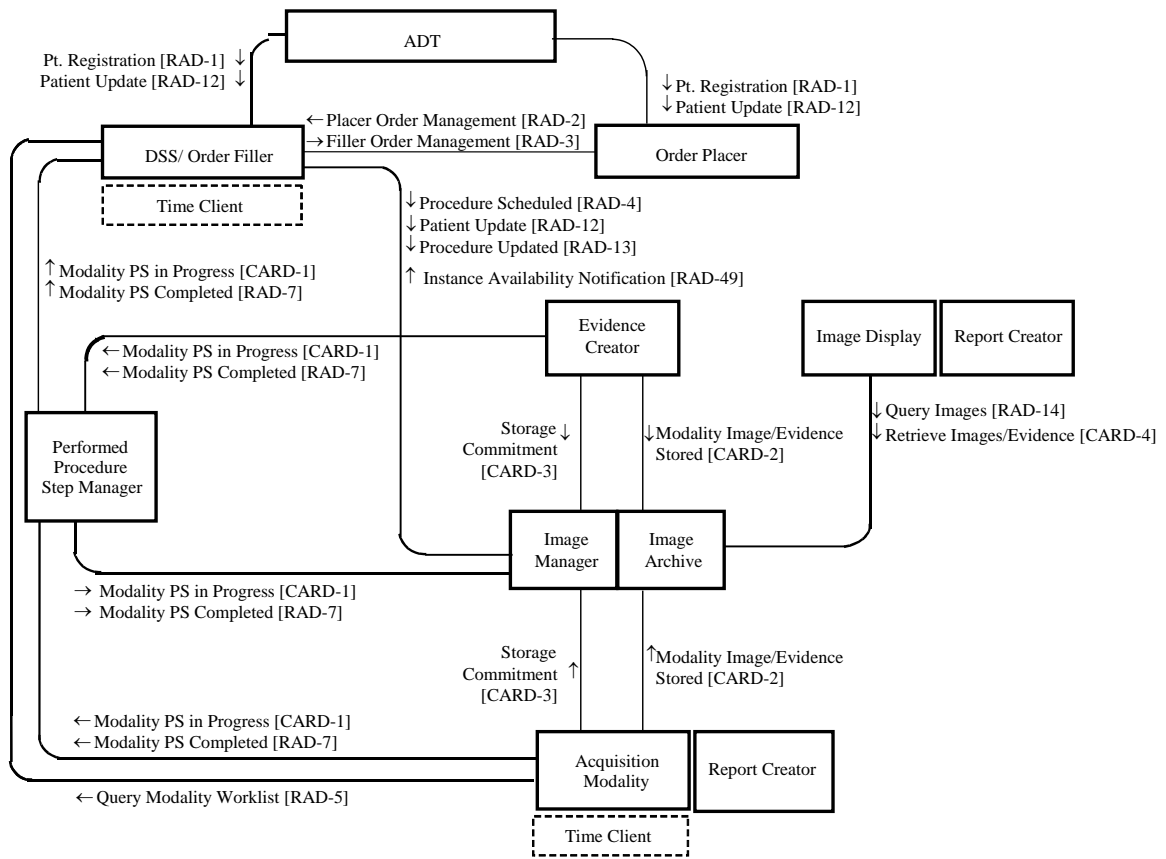 ADT
Pt. Registration [RAD-1] ↓
Patient Update [RAD-12] ↓
↓ Pt. Registration [RAD-1]
↓ Patient Update [RAD-12]
← Placer Order Management [RAD-2]
→ Filler Order Management [RAD-3]
DSS/ Order Filler
Order Placer
Time Client
↓ Procedure Scheduled [RAD-4]
↓ Patient Update [RAD-12]
↓ Procedure Updated [RAD-13]
↑ Instance Availability Notification [RAD-49]
↑ Modality PS in Progress [CARD-1]
↑ Modality PS Completed [RAD-7]
Evidence
Creator
Image Display
Report Creator
← Modality PS in Progress [CARD-1]
← Modality PS Completed [RAD-7]
↓ Query Images [RAD-14]
↓ Retrieve Images/Evidence [CARD-4]
Storage
Commitment ↓
[CARD-3]
↓ Modality Image/Evidence
Stored [CARD-2]
Performed
Procedure
Step Manager
Image
Manager
Image
Archive
→ Modality PS in Progress [CARD-1]
→ Modality PS Completed [RAD-7]
Storage
Commitment ↑
[CARD-3]
↑ Modality Image/Evidence
Stored [CARD-2]
← Modality PS in Progress [CARD-1]
← Modality PS Completed [RAD-7]
Acquisition
Modality
Report Creator
← Query Modality Worklist [RAD-5]
Time Client